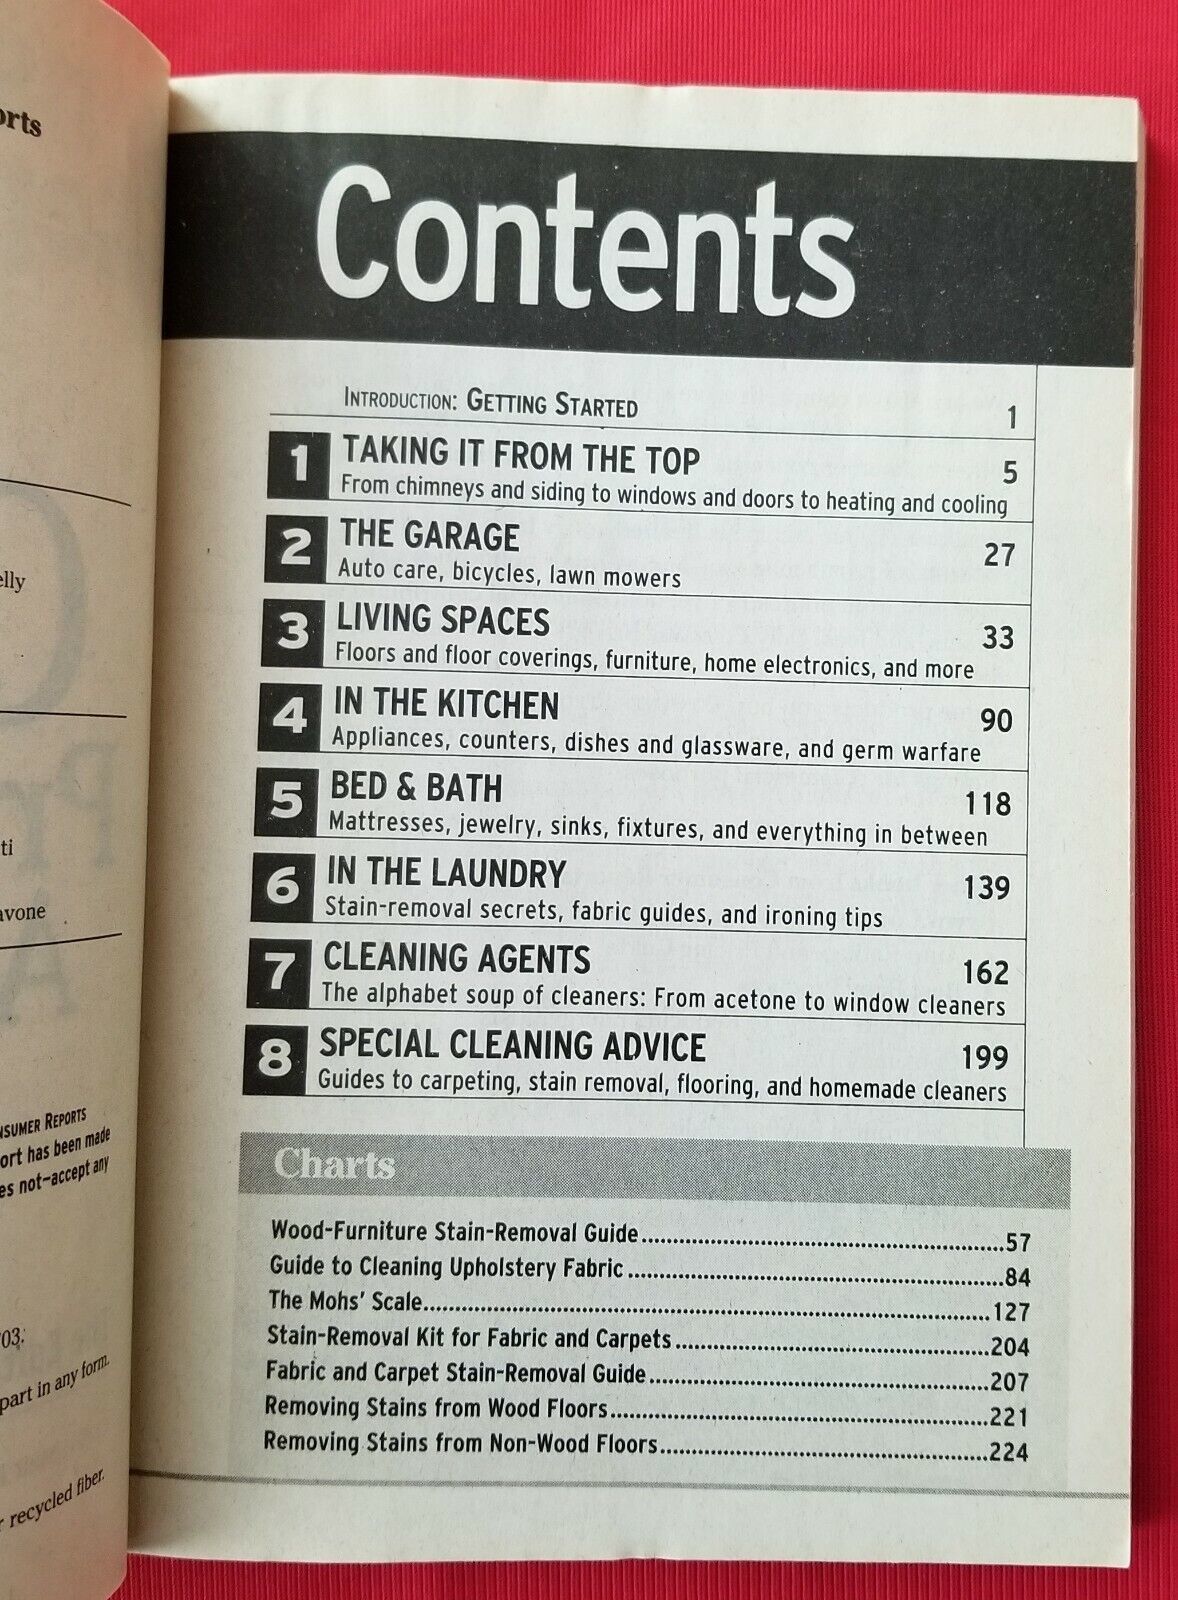 orts
elly
ti
avone
NSUMER REPORTS
ort has been made
es not-accept any
03.
part in any form.
r recycled fiber.
Contents
INTRODUCTION: GETTING STARTED 1
1 TAKING IT FROM THE TOP 5
From chimneys and siding to windows and doors to heating and cooling
2 THE GARAGE 27
Auto care, bicycles, lawn mowers
3 LIVING SPACES 33
Floors and floor coverings, furniture, home electronics, and more
4 IN THE KITCHEN 90
Appliances, counters, dishes and glassware, and germ warfare
5 BED & BATH 118
Mattresses, jewelry, sinks, fixtures, and everything in between
6 IN THE LAUNDRY 139
Stain-removal secrets, fabric guides, and ironing tips
7 CLEANING AGENTS 162
The alphabet soup of cleaners: From acetone to window cleaners
8 SPECIAL CLEANING ADVICE 199
Guides to carpeting, stain removal, flooring, and homemade cleaners
Charts
Wood-Furniture Stain-Removal Guide 57
Guide to Cleaning Upholstery Fabric 84
The Mohs' Scale 127
Stain-Removal Kit for Fabric and Carpets 204
Fabric and Carpet Stain-Removal Guide 207
Removing Stains from Wood Floors 221
Removing Stains from Non-Wood Floors 224